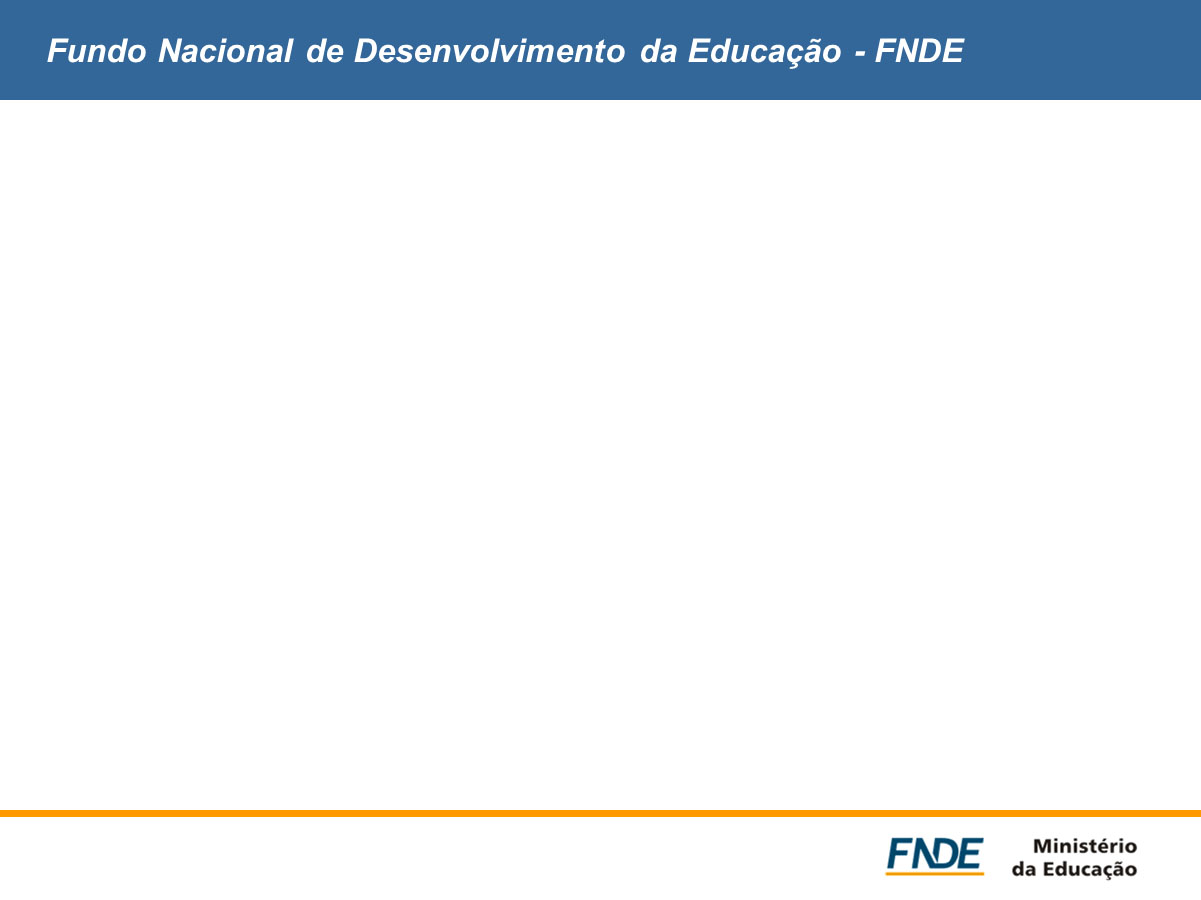 Fundo Nacional de Desenvolvimento da Educação - FNDE
FNDE
Ministério
da Educação